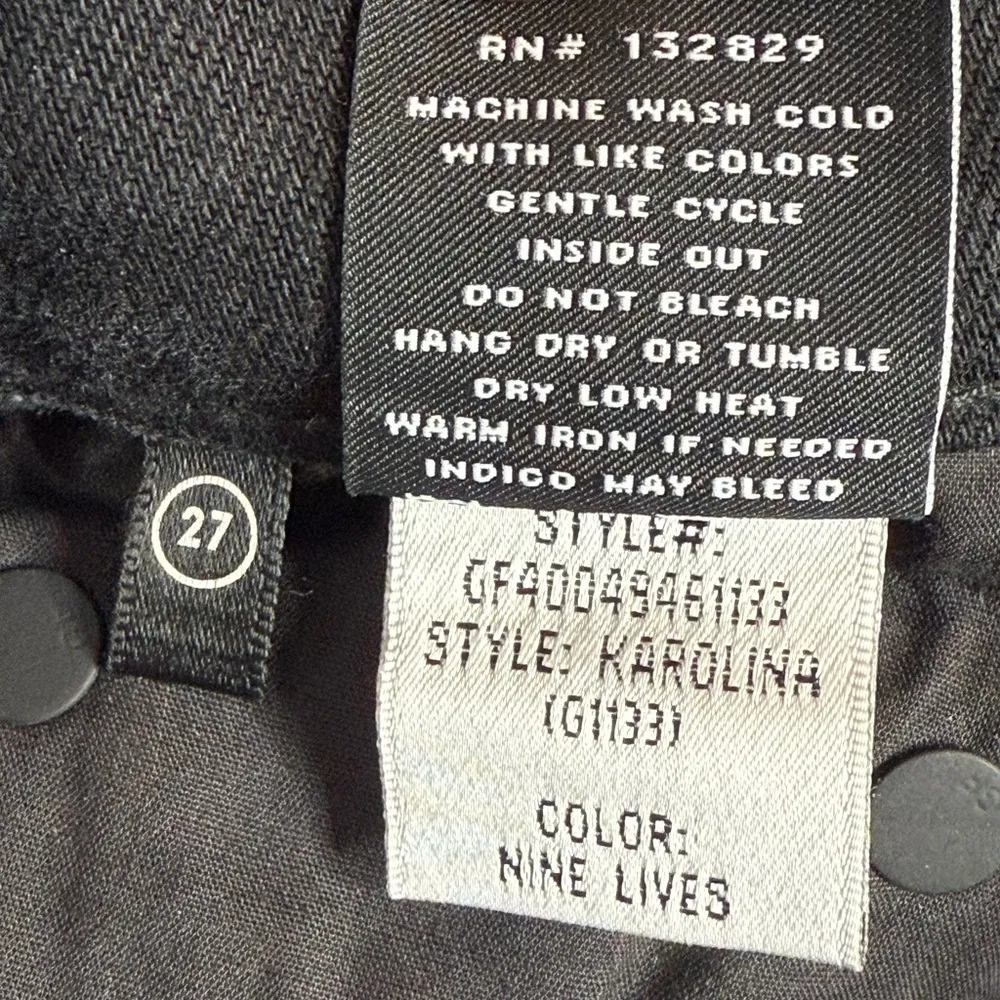 RN# 132829
MACHINE WASH COLD
WITH LIKE COLORS
GENTLE CYCLE
INSIDE OUT
DO NOT BLEACH
HANG DRY OR TUMBLE
DRY LOW HEAT
WARM IRON IF NEEDED
INDIGO MAY BLEED
27
STYLE#:
GF40049461133
STYLE: KAROLINA
(G1133)
COLOR:
NINE LIVES